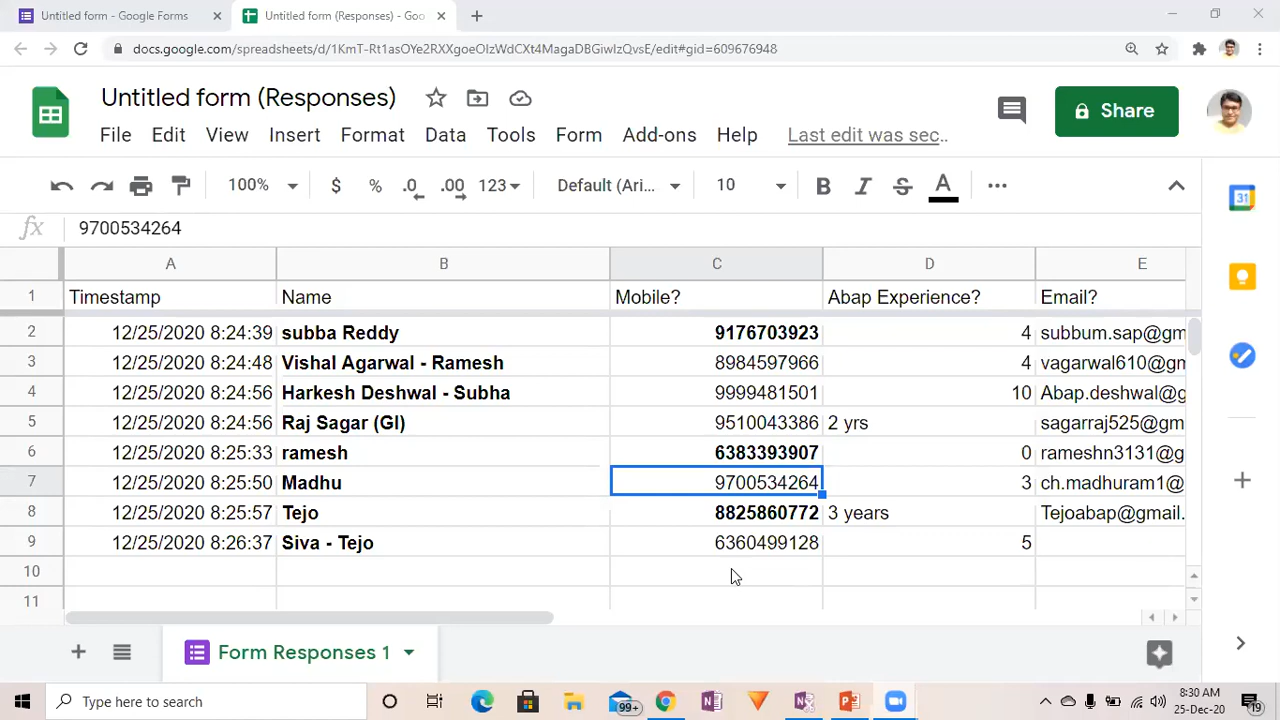 Untitled form - Google Forms
Untitled form (Responses) - Goo
docs.google.com/spreadsheets/d/1KmT-Rt1asOYe2RXXgoeOIzWdCXt4MagaDBGiwIzQvsE/edit#gid=609676948
Untitled form (Responses)
File Edit View Insert Format Data Tools Form Add-ons Help Last edit was sec...
Share
100% $ % .0 .00 123 Default (Ari... 10 B I S A
fx 9700534264
A B C D E
1 Timestamp Name Mobile? Abap Experience? Email?
2 12/25/2020 8:24:39 subba Reddy 9176703923 4 subbum.sap@gm
3 12/25/2020 8:24:48 Vishal Agarwal - Ramesh 8984597966 4 vagarwal610@gm
4 12/25/2020 8:24:56 Harkesh Deshwal - Subha 9999481501 10 Abap.deshwal@g
5 12/25/2020 8:24:56 Raj Sagar (GI) 9510043386 2 yrs sagarraj525@gm
6 12/25/2020 8:25:33 ramesh 6383393907 0 rameshn3131@g
7 12/25/2020 8:25:50 Madhu 9700534264 3 ch.madhuram1@
8 12/25/2020 8:25:57 Tejo 8825860772 3 years Tejoabap@gmail.
9 12/25/2020 8:26:37 Siva - Tejo 6360499128 5
10
11
Form Responses 1
Type here to search
99+
8:30 AM
25-Dec-20
19
31